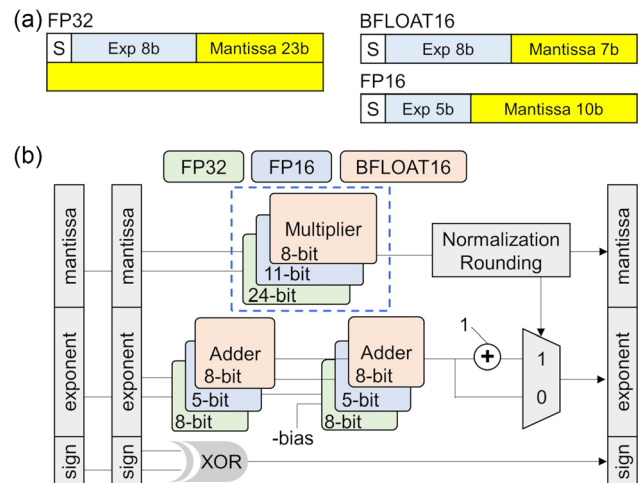 (a)
FP32
S Exp 8b Mantissa 23b
BFLOAT16
S Exp 8b Mantissa 7b
FP16
S Exp 5b Mantissa 10b
(b)
FP32 FP16 BFLOAT16
mantissa mantissa
Multiplier
8-bit
11-bit
24-bit
Normalization
Rounding
mantissa
exponent exponent
Adder
8-bit
5-bit
8-bit
Adder
8-bit
5-bit
8-bit
-bias
1
+
1
0
exponent
sign sign
XOR
sign